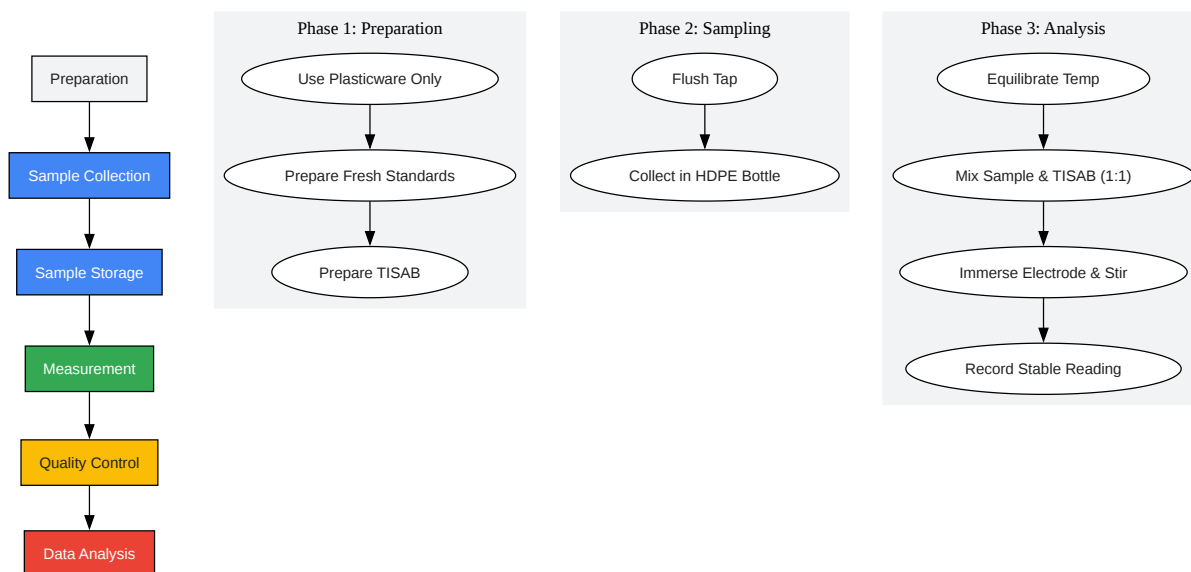 Preparation
Sample Collection
Sample Storage
Measurement
Quality Control
Data Analysis
Phase 1: Preparation
Use Plasticware Only
Prepare Fresh Standards
Prepare TISAB
Phase 2: Sampling
Flush Tap
Collect in HDPE Bottle
Phase 3: Analysis
Equilibrate Temp
Mix Sample & TISAB (1:1)
Immerse Electrode & Stir
Record Stable Reading